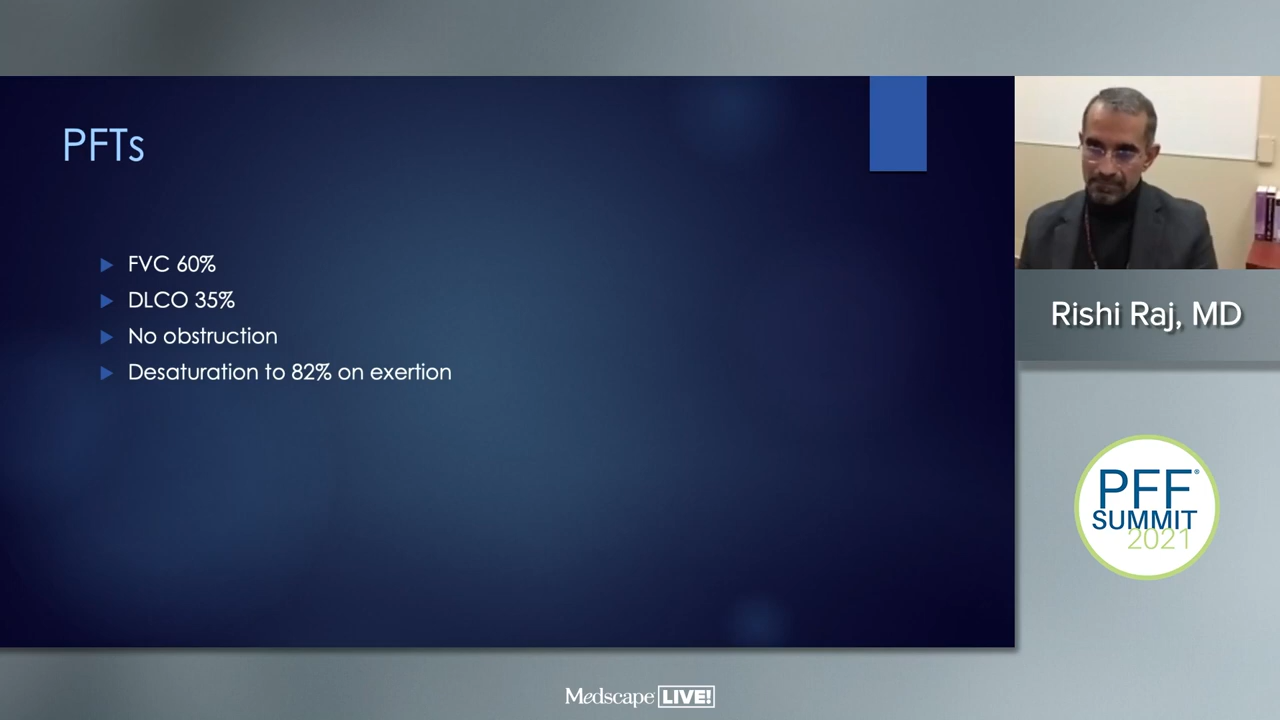 PFTs
FVC 60%
DLCO 35%
No obstruction
Desaturation to 82% on exertion
Rishi Raj, MD
PFF®
SUMMIT
2021
Medscape LIVE!